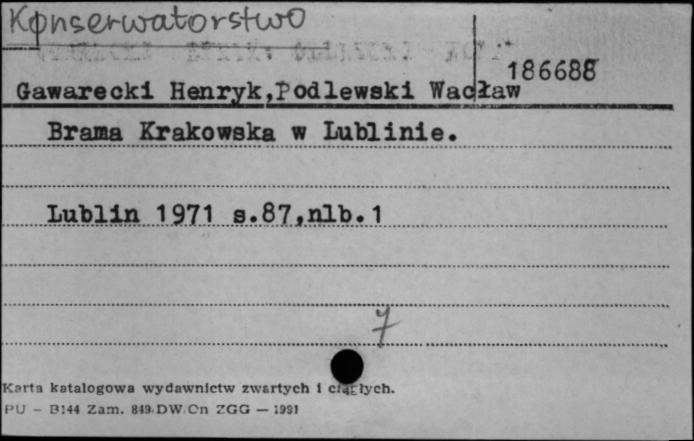 Konserwatorstwo
186688
Gawarecki Henryk,Podlewski Wacław
Brama Krakowska w Lublinie.
Lublin 1971 s.87,nlb.1
7
Karta katalogowa wydawnictw zwartych i ciągłych.
PU – B144 Zam. 849 DW.Cn ZGG — 1991